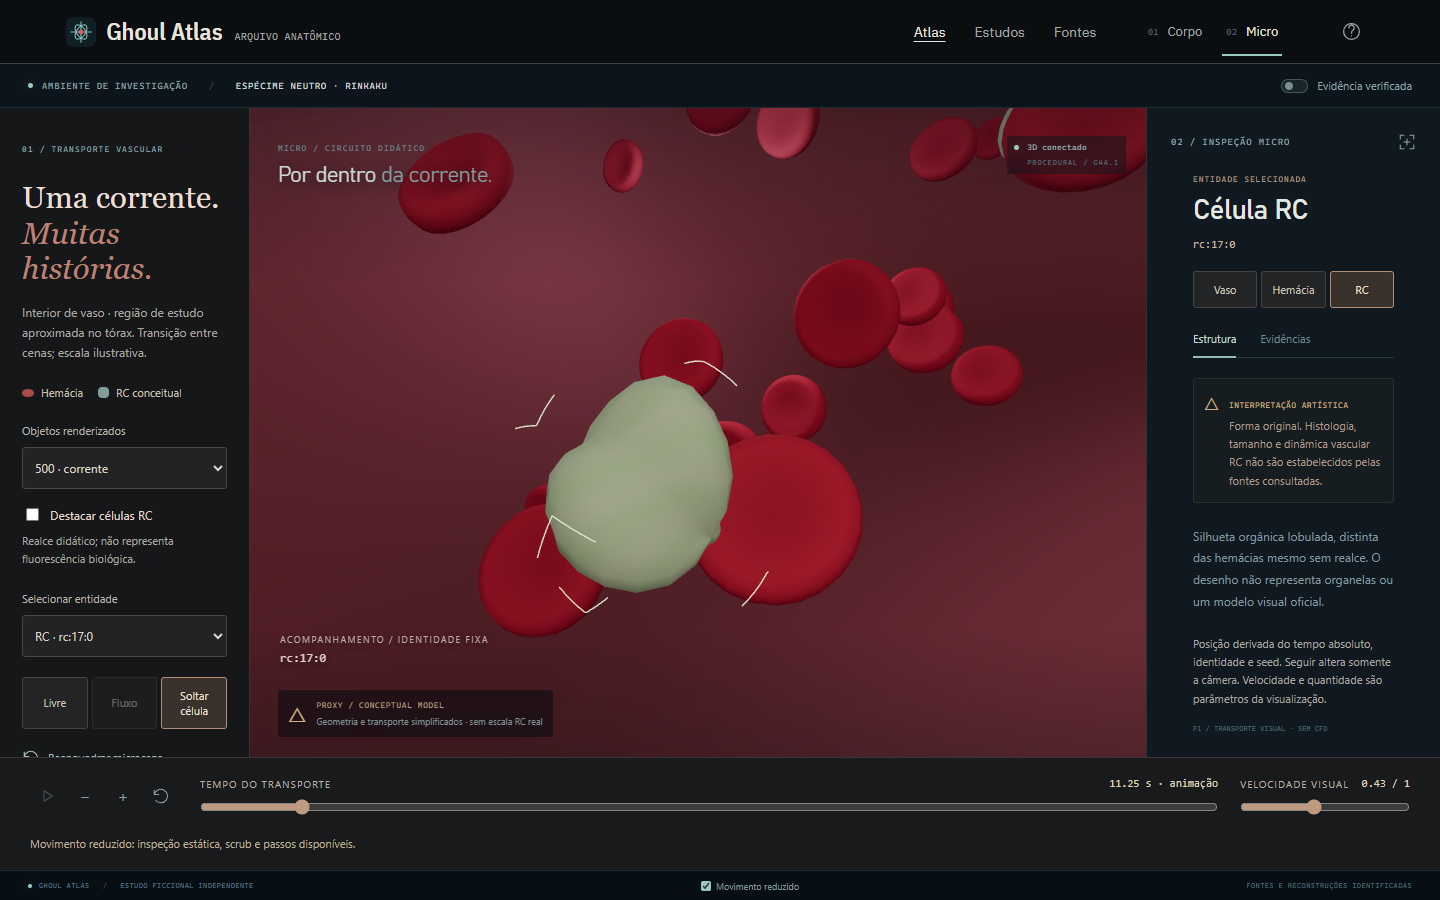 Ghoul Atlas ARQUIVO ANATÔMICO
Atlas Estudos Fontes 01 Corpo 02 Micro
AMBIENTE DE INVESTIGAÇÃO / ESPÉCIME NEUTRO · RINKAKU
Evidência verificada
01 / TRANSPORTE VASCULAR
Uma corrente.
Muitas
histórias.
Interior de vaso · região de estudo
aproximada no tórax. Transição entre
cenas; escala ilustrativa.
Hemácia RC conceitual
Objetos renderizados
500 · corrente
Destacar células RC
Realce didático; não representa
fluorescência biológica.
Selecionar entidade
RC · rc:17:0
Livre
Fluxo
Soltar
célula
MICRO / CIRCUITO DIDÁTICO
Por dentro da corrente.
3D conectado
PROCEDURAL / G4A.1
ACOMPANHAMENTO / IDENTIDADE FIXA
rc:17:0
PROXY / CONCEPTUAL MODEL
Geometria e transporte simplificados · sem escala RC real
02 / INSPEÇÃO MICRO
ENTIDADE SELECIONADA
Célula RC
rc:17:0
Vaso Hemácia RC
Estrutura Evidências
INTERPRETAÇÃO ARTÍSTICA
Forma original. Histologia,
tamanho e dinâmica vascular
RC não são estabelecidos pelas
fontes consultadas.
Silhueta orgânica lobulada, distinta
das hemácias mesmo sem realce. O
desenho não representa organelas ou
um modelo visual oficial.
Posição derivada do tempo absoluto,
identidade e seed. Seguir altera somente
a câmera. Velocidade e quantidade são
parâmetros da visualização.
P1 / TRANSPORTE VISUAL · SEM CFD
TEMPO DO TRANSPORTE 11.25 s · animação
VELOCIDADE VISUAL 0.43 / 1
Movimento reduzido: inspeção estática, scrub e passos disponíveis.
GHOUL ATLAS / ESTUDO FICCIONAL INDEPENDENTE
Movimento reduzido
FONTES E RECONSTRUÇÕES IDENTIFICADAS